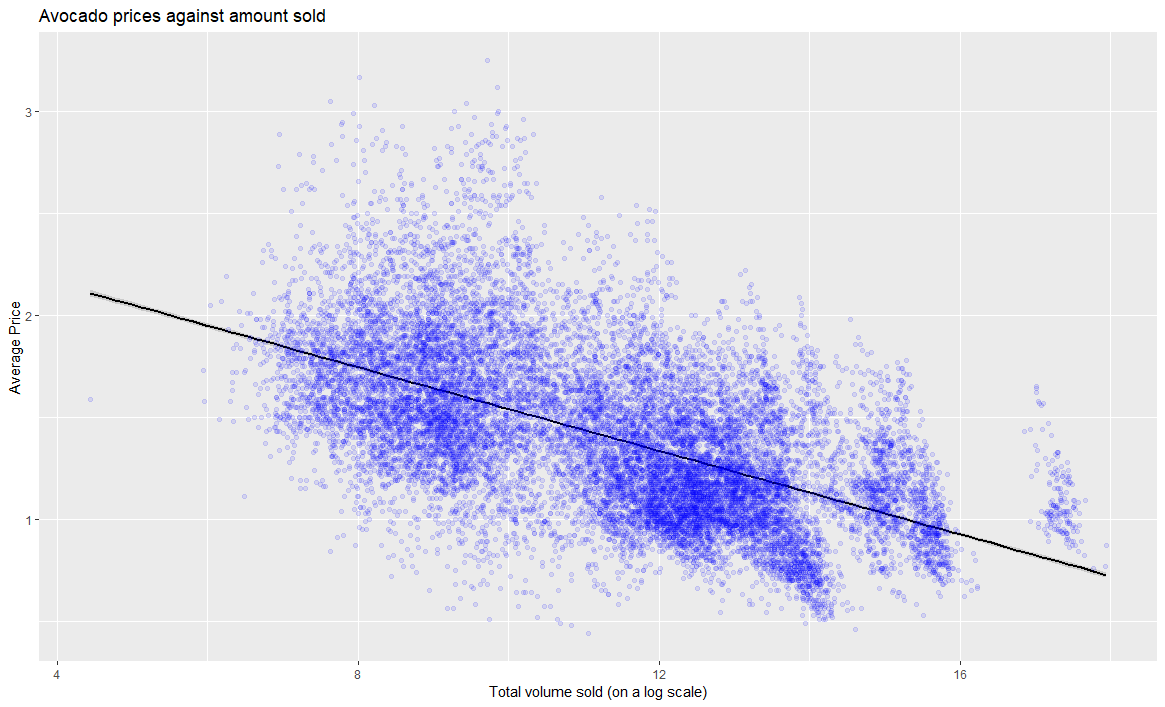 Avocado prices against amount sold
3
2
1
Average Price
4 8 12 16
Total volume sold (on a log scale)